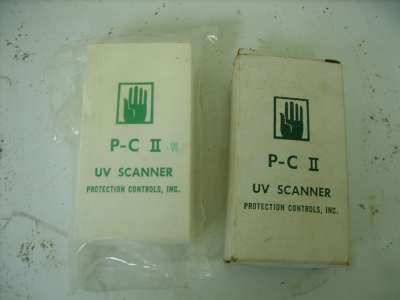 P-C II
UV SCANNER
PROTECTION CONTROLS, INC.
P-C II
UV SCANNER
PROTECTION CONTROLS, INC.